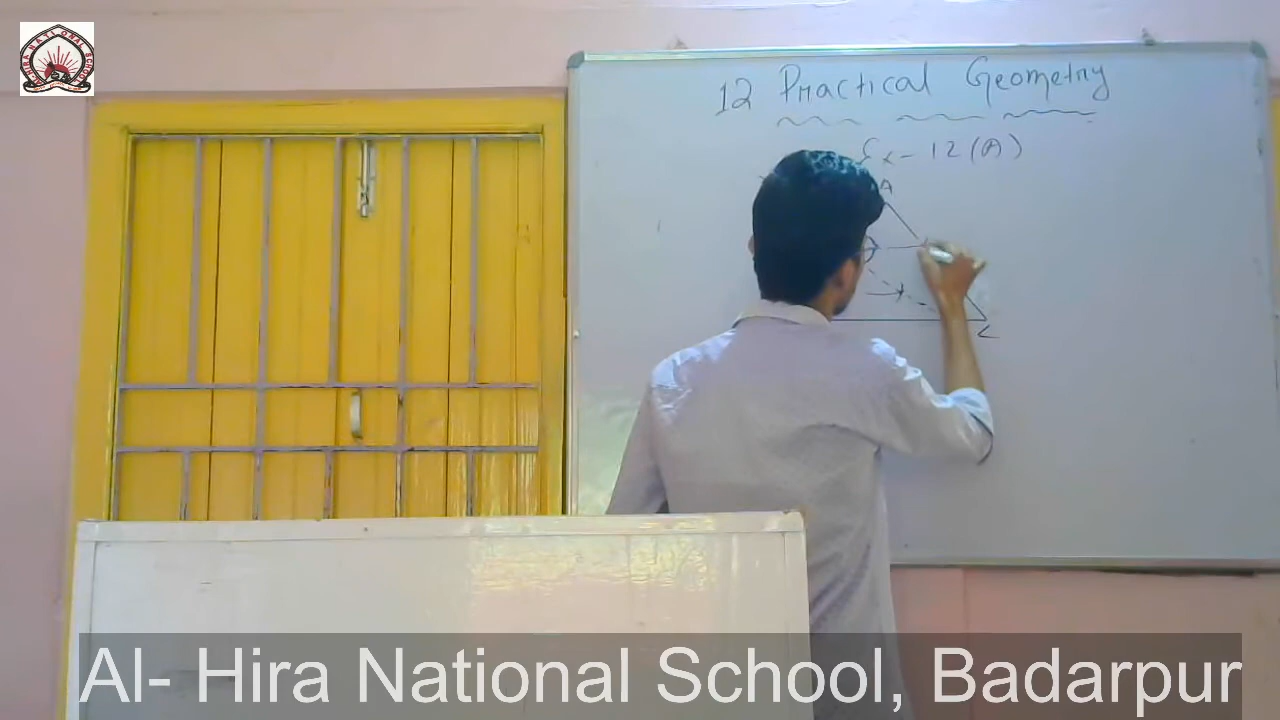 12 Practical Geometry
Ex - 12 (A)
A
C
Al- Hira National School, Badarpur